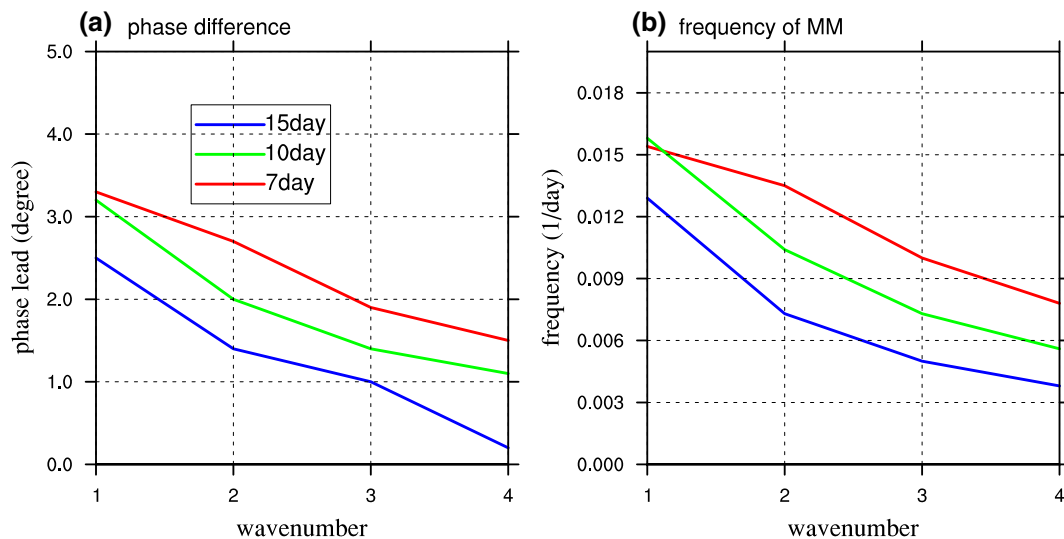 (a) phase difference
5.0
4.0
3.0
2.0
1.0
0.0
phase lead (degree)
15day
10day
7day
1 2 3 4
wavenumber
(b) frequency of MM
0.018
0.015
0.012
0.009
0.006
0.003
0.000
frequency (1/day)
1 2 3 4
wavenumber